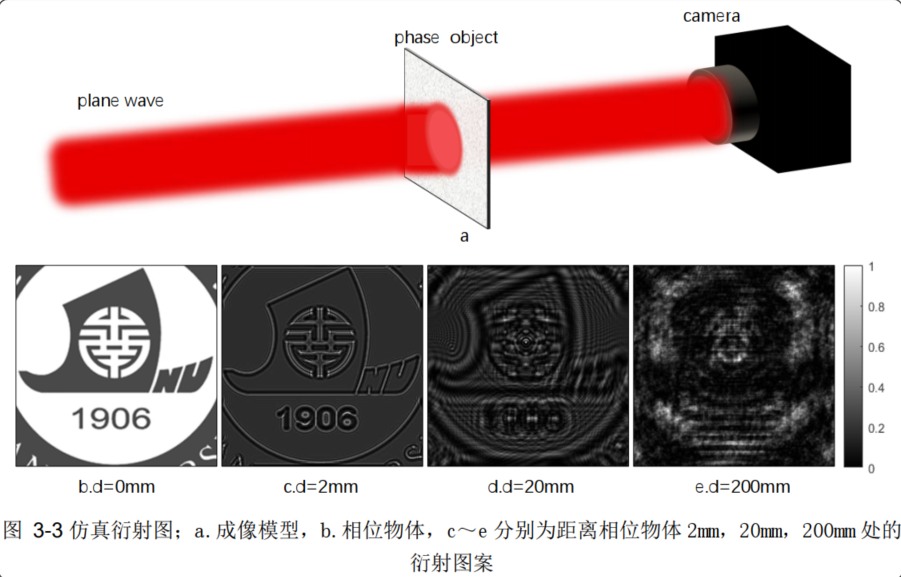 camera
phase object
plane wave
a
1
0.8
0.6
0.4
0.2
0
NU
1906
NU
1906
b.d=0mm
c.d=2mm
d.d=20mm
e.d=200mm
图 3-3 仿真衍射图；a.成像模型，b.相位物体，c～e 分别为距离相位物体 2mm，20mm，200mm 处的
衍射图案